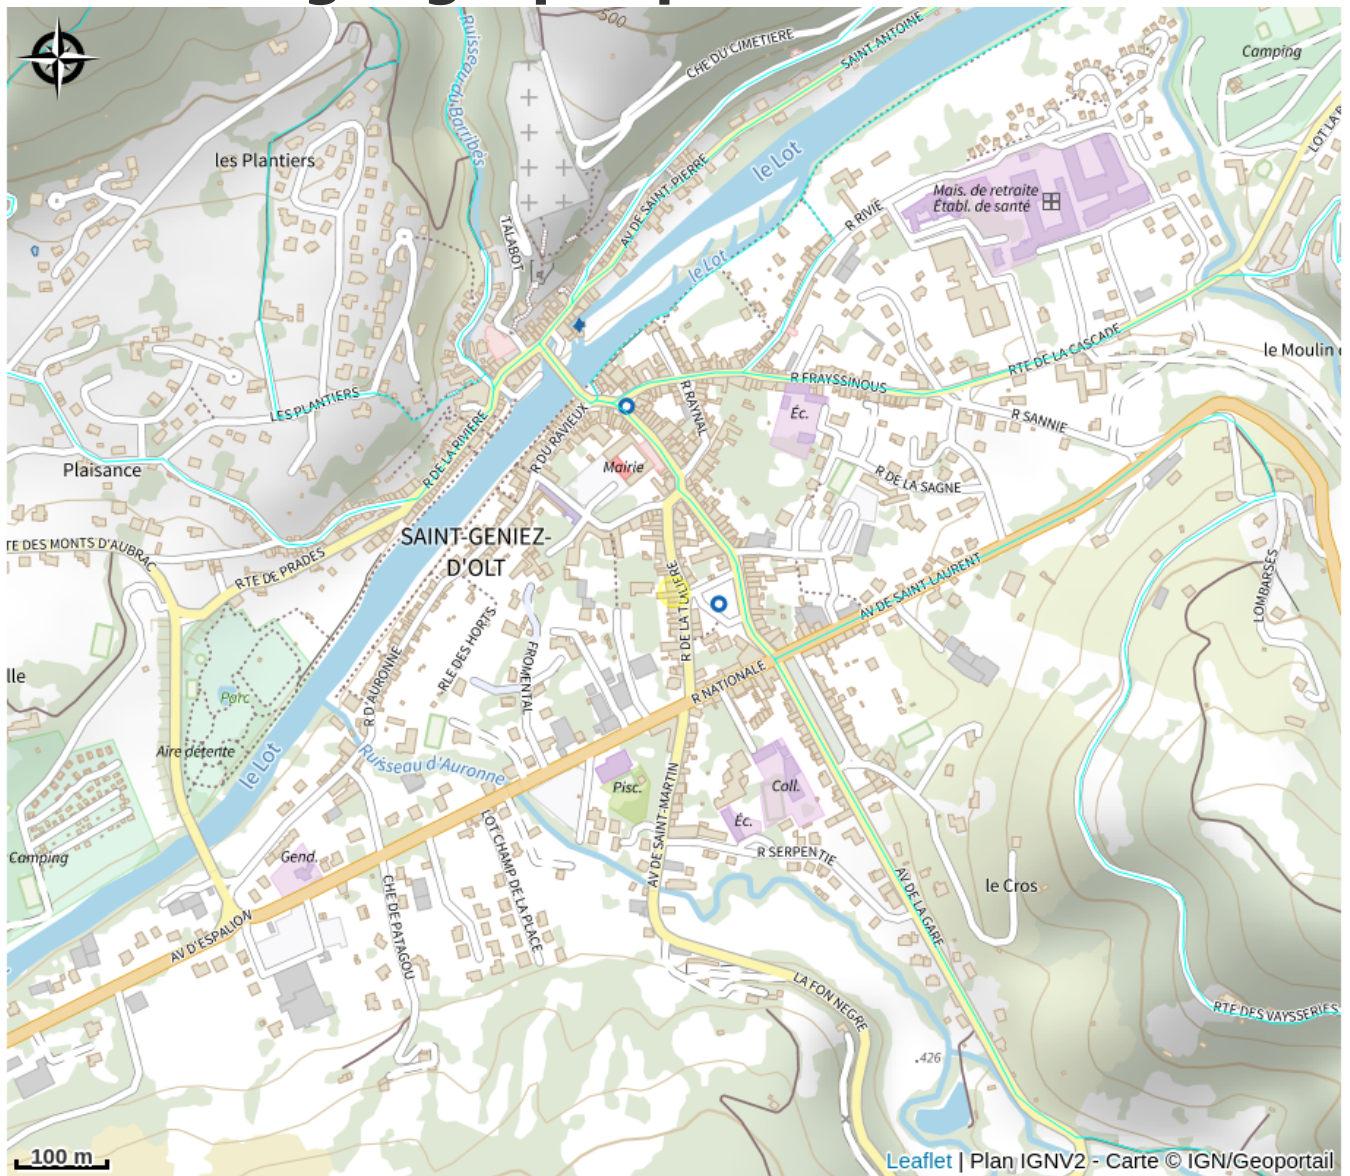 500
CHE DU CIMETIERE
SAINT ANTOINE
Camping
Ruisseau du Barribès
les Plantiers
le Lot
AV DE SAINT-PIERRE
LOT LA
Mais. de retraite
Établ. de santé
R RIVIE
TALABOT
le Lot
RTE DE LA CASCADE
le Moulin
R FRAYSSINOUS
LES PLANTIERS
R RAYNAL
Éc.
R SANNIE
R DE LA RIVIERE
R DU RAVIEUX
Mairie
Plaisance
R DE LA SAGNE
SAINT-GENIEZ-
D'OLT
TE DES MONTS D'AUBRAC
RTE DE PRADES
AV DE SAINT-LAURENT
LOMBARSES
RLE DES HORTS
FROMENTAL
R D'AURONNE
R NATIONALE
lle
Parc
Aire détente
le Lot
Ruisseau d'Auronne
Pisc.
Coll.
Éc.
AV DE SAINT-MARTIN
R SERPENTIE
Camping
Gend.
LOT CHAMP DE LA PLACE
CHE DE PATAGOU
le Cros
AV DE LA GARE
AV D'ESPALION
LA FON NEGRE
RTE DES VAYSSERIES
.426
100 m
Leaflet | Plan IGNV2 - Carte © IGN/Geoportail